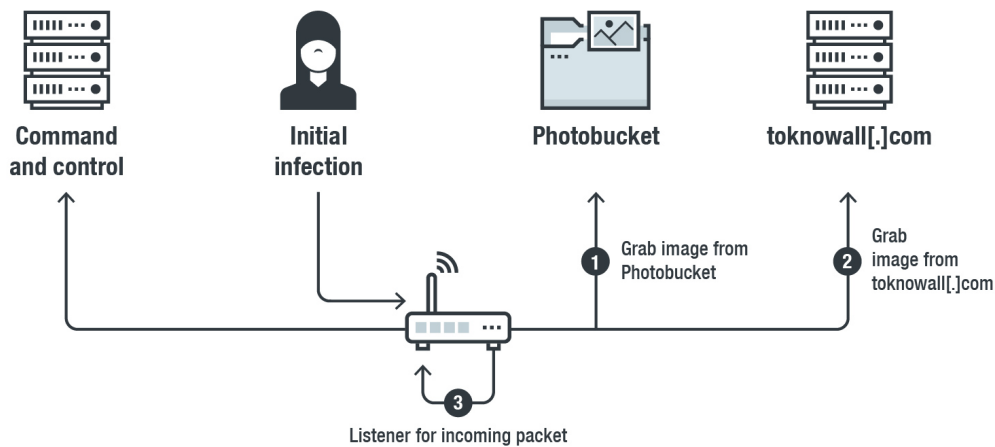 Command
and control
Initial
infection
Photobucket
toknowall[.]com
1
Grab image from
Photobucket
2
Grab
image from
toknowall[.]com
3
Listener for incoming packet